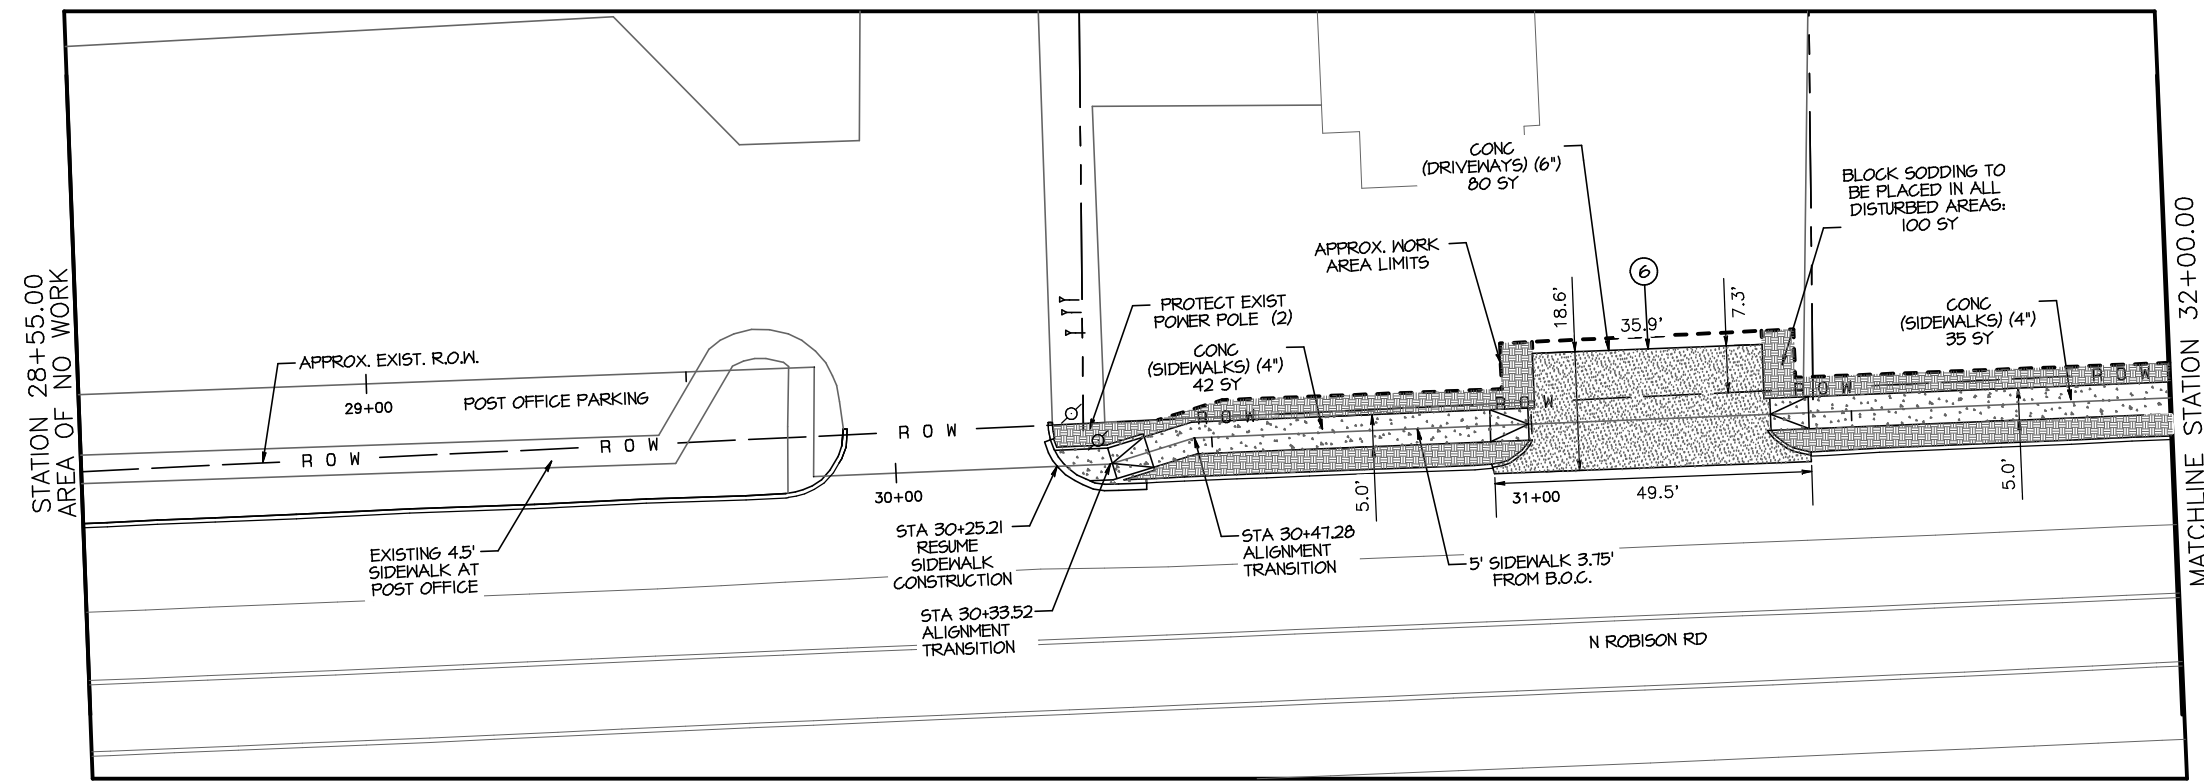 STATION 28+55.00
AREA OF NO WORK
APPROX. EXIST. R.O.W.
29+00
POST OFFICE PARKING
R O W
R O W
R O W
30+00
EXISTING 4.5'
SIDEWALK AT
POST OFFICE
STA 30+25.21
RESUME
SIDEWALK
CONSTRUCTION
STA 30+33.52
ALIGNMENT
TRANSITION
PROTECT EXIST
POWER POLE (2)
CONC
(SIDEWALKS) (4")
42 SY
APPROX. WORK
AREA LIMITS
CONC
(DRIVEWAYS) (6")
80 SY
6
18.6'
35.9'
7.3'
BLOCK SODDING TO
BE PLACED IN ALL
DISTURBED AREAS:
100 SY
CONC
(SIDEWALKS) (4")
35 SY
R O W
R O W
R O W
R O W
5.0'
31+00
49.5'
5.0'
STA 30+47.28
ALIGNMENT
TRANSITION
5' SIDEWALK 3.75'
FROM B.O.C.
N ROBISON RD
MATCHLINE STATION 32+00.00